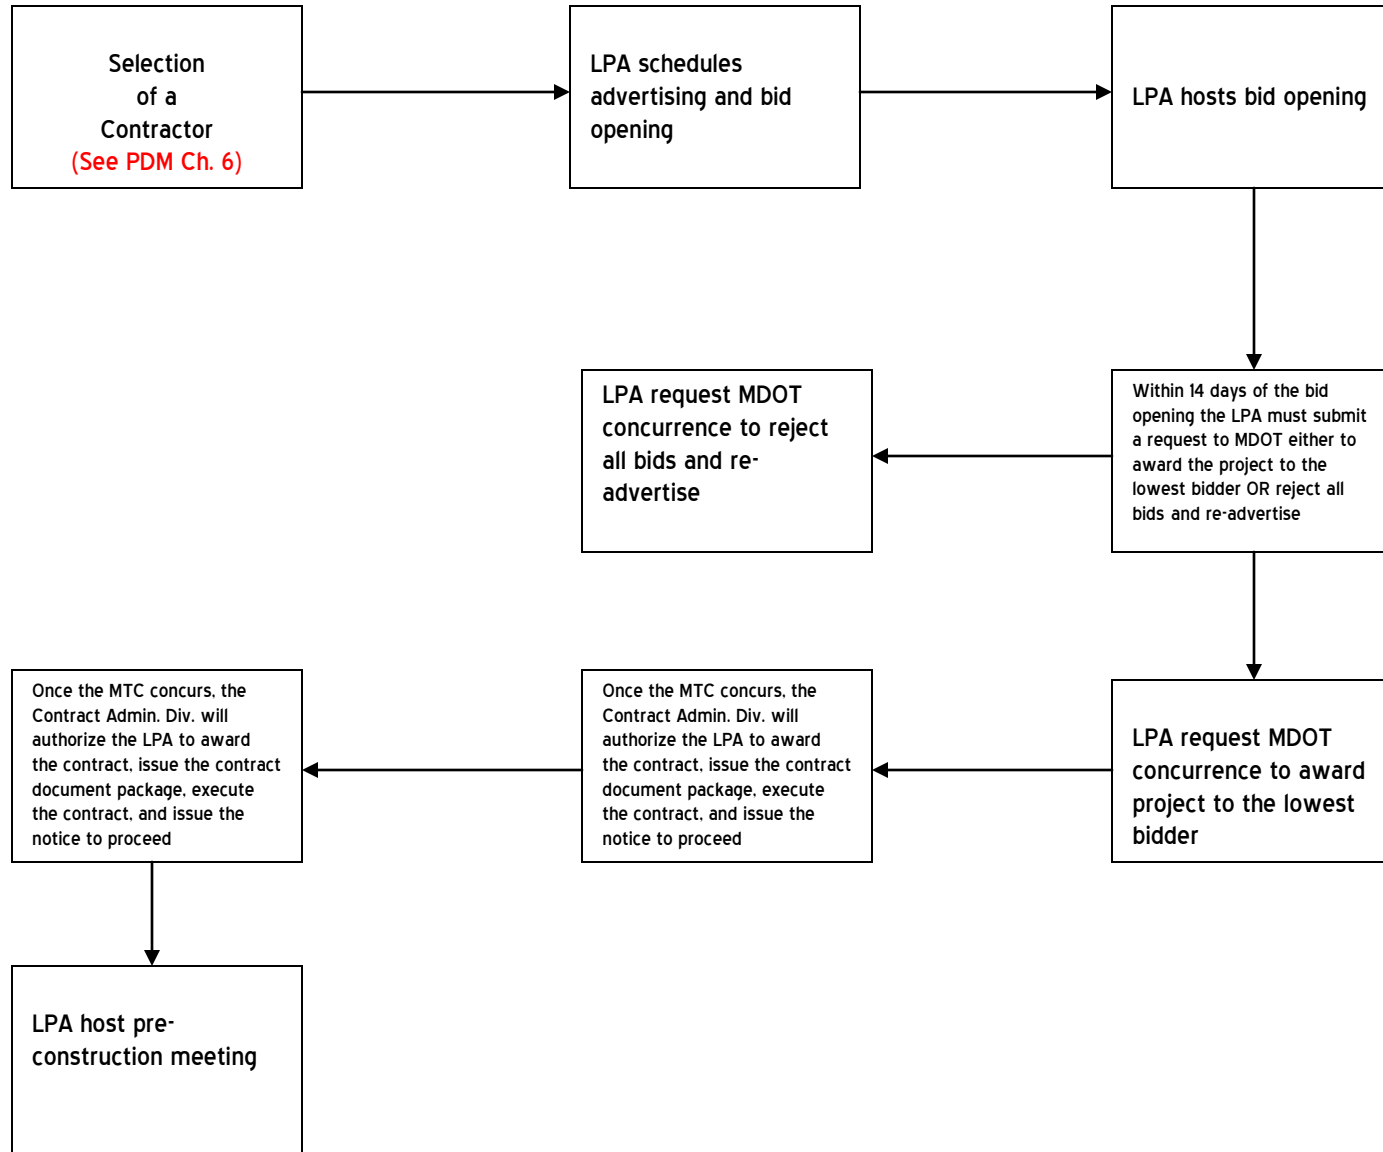 Selection
of a
Contractor
(See PDM Ch. 6)
LPA schedules
advertising and bid
opening
LPA hosts bid opening
Within 14 days of the bid
opening the LPA must submit
a request to MDOT either to
award the project to the
lowest bidder OR reject all
bids and re-advertise
LPA request MDOT
concurrence to reject
all bids and re-
advertise
LPA request MDOT
concurrence to award
project to the lowest
bidder
Once the MTC concurs, the
Contract Admin. Div. will
authorize the LPA to award
the contract, issue the contract
document package, execute
the contract, and issue the
notice to proceed
Once the MTC concurs, the
Contract Admin. Div. will
authorize the LPA to award
the contract, issue the contract
document package, execute
the contract, and issue the
notice to proceed
LPA host pre-
construction meeting